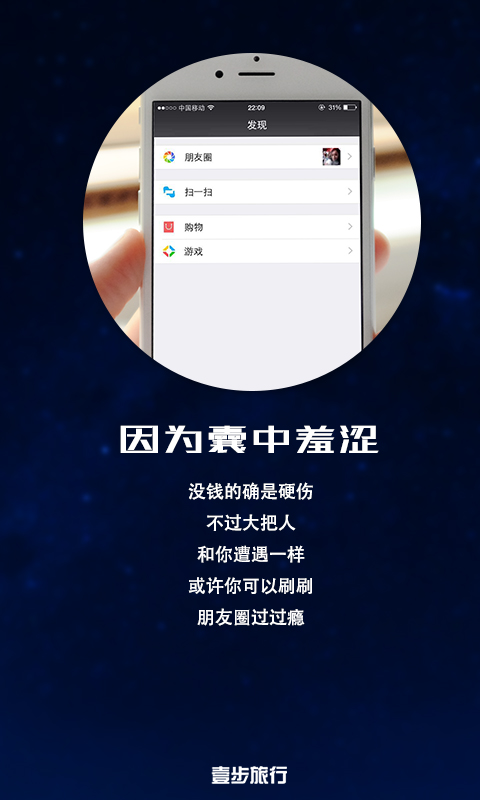 中国移动 22:09 31%
发现
朋友圈
扫一扫
购物
游戏
因为囊中羞涩
没钱的确是硬伤
不过大把人
和你遭遇一样
或许你可以刷刷
朋友圈过过瘾
壹步旅行